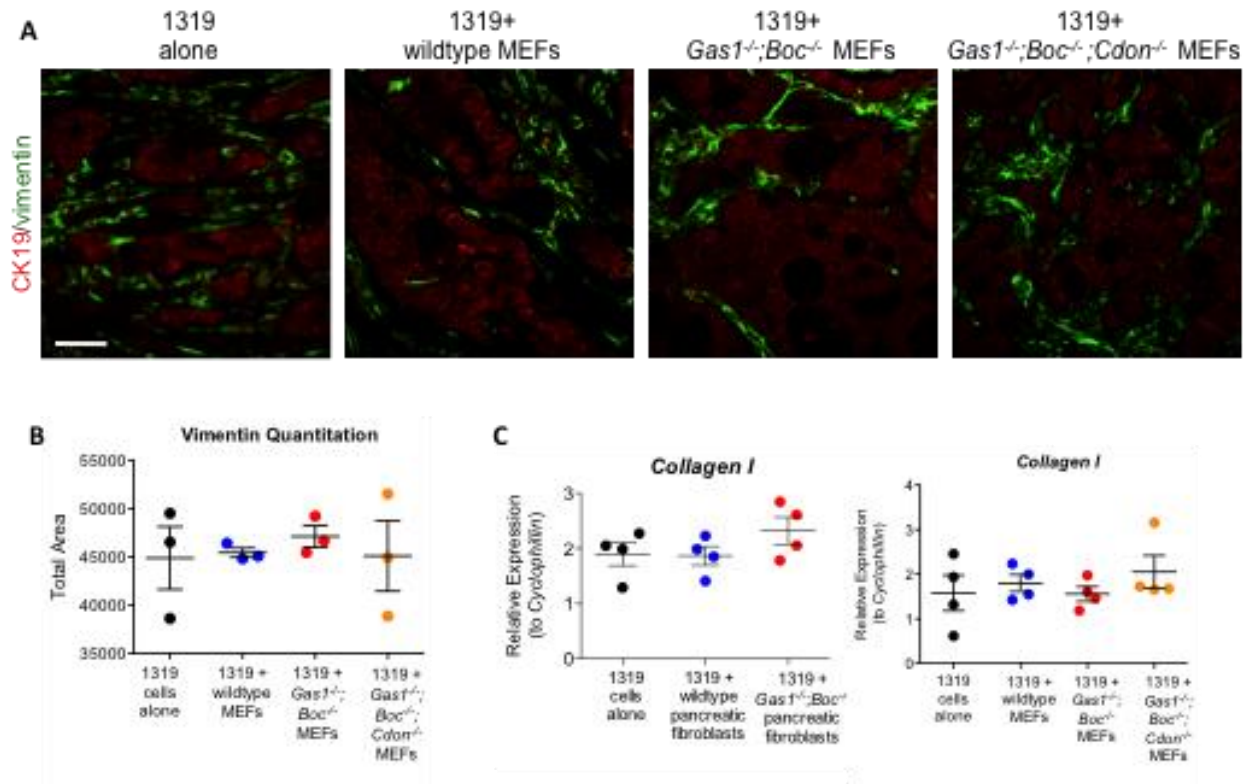 A
1319
alone
1319+
wildtype MEFs
1319+
Gas1-/-;Boc-/- MEFs
1319+
Gas1-/-;Boc-/-;Cdon-/- MEFs
CK19/vimentin
B
Vimentin Quantitation
Total Area
55000
50000
45000
40000
35000
1319
cells
alone
1319 +
wildtype
MEFs
1319 +
Gas1-/-;
Boc-/-
MEFs
1319 +
Gas1-/-;
Boc-/-;
Cdon-/-
MEFs
C
Collagen I
Relative Expression
(to Cyclophilin)
3
2
1
0
1319
cells
alone
1319 +
wildtype
pancreatic
fibroblasts
1319 +
Gas1-/-;Boc-/
pancreatic
fibroblasts
Collagen I
Relative Expression
(to Cyclophilin)
4
3
2
1
0
1319
cells
alone
1319 +
wildtype
MEFs
1319 +
Gas1-/-;
Boc-/-
MEFs
1319 +
Gas1-/-;
Boc-/-;
Cdon-/-
MEFs